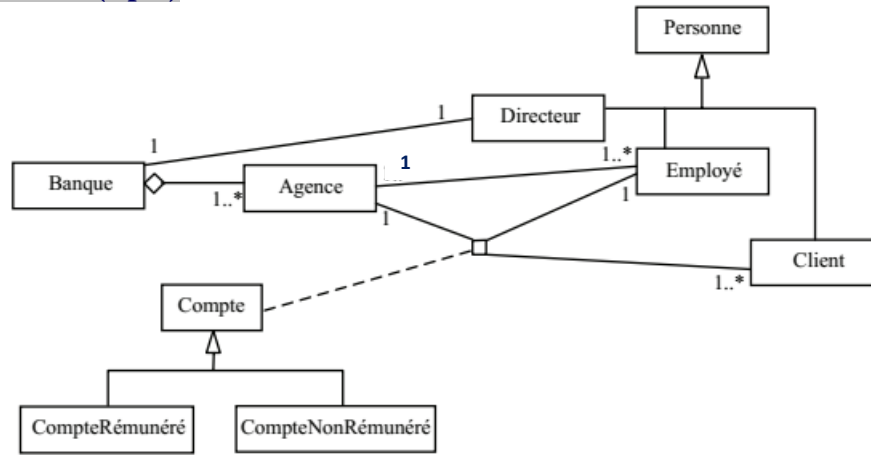 Personne
Directeur
1
1
Banque
1..*
Agence
1
1..*
Employé
1
1
Client
1..*
Compte
CompteRémunéré
CompteNonRémunéré